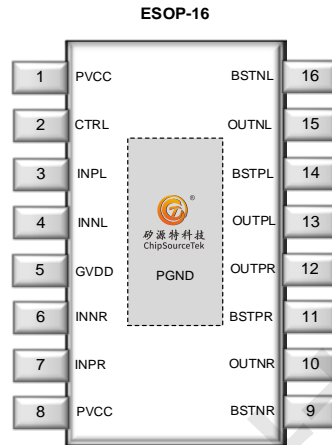 ESOP-16
1 PVCC BSTNL 16
2 CTRL OUTNL 15
3 INPL BSTPL 14
4 INNL OUTPL 13
5 GVDD OUTPR 12
6 INNR BSTPR 11
7 INPR OUTNR 10
8 PVCC BSTNR 9
矽源特科技
ChipSourceTek
PGND